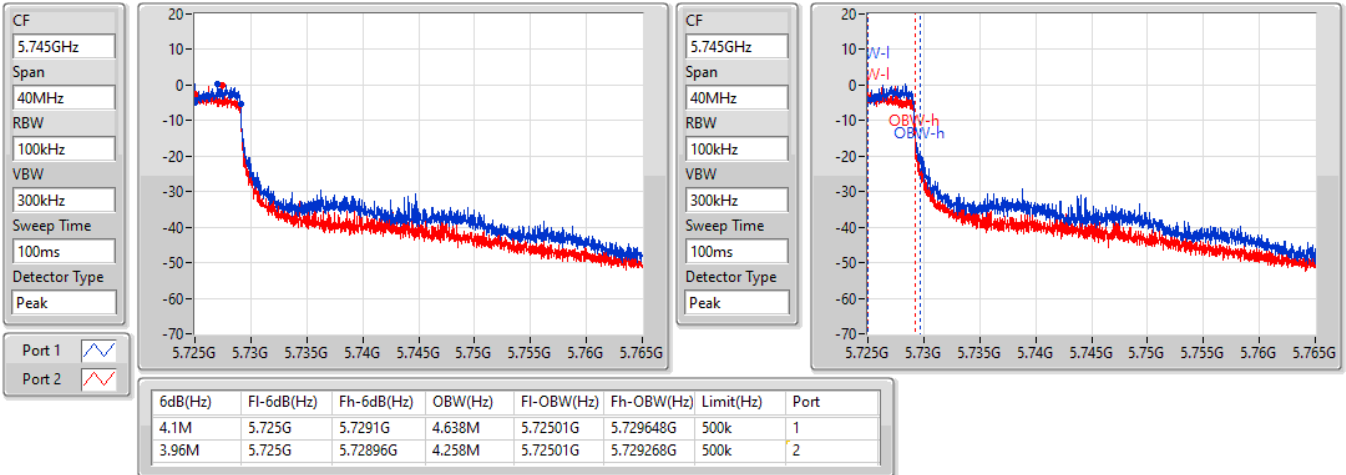 CF
5.745GHz
Span
40MHz
RBW
100kHz
VBW
300kHz
Sweep Time
100ms
Detector Type
Peak
20
10
0
-10
-20
-30
-40
-50
-60
-70
5.725G 5.73G 5.735G 5.74G 5.745G 5.75G 5.755G 5.76G 5.765G
CF
5.745GHz
Span
40MHz
RBW
100kHz
VBW
300kHz
Sweep Time
100ms
Detector Type
Peak
20
10
0
-10
-20
-30
-40
-50
-60
-70
W-l
W-l
OBW-h
OBW-h
5.725G 5.73G 5.735G 5.74G 5.745G 5.75G 5.755G 5.76G 5.765G
Port 1
Port 2
6dB(Hz) Fl-6dB(Hz) Fh-6dB(Hz) OBW(Hz) Fl-OBW(Hz) Fh-OBW(Hz) Limit(Hz) Port
4.1M 5.725G 5.7291G 4.638M 5.72501G 5.729648G 500k 1
3.96M 5.725G 5.72896G 4.258M 5.72501G 5.729268G 500k 2